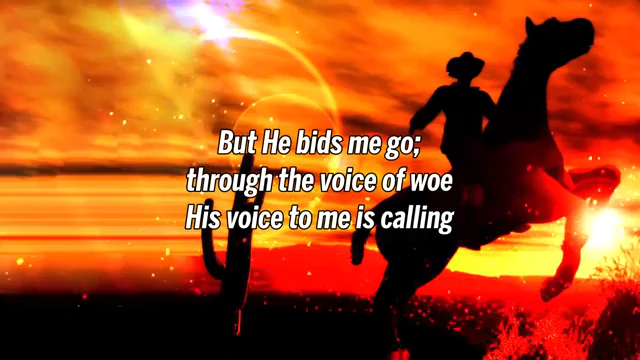 But He bids me go;
through the voice of woe
His voice to me is calling